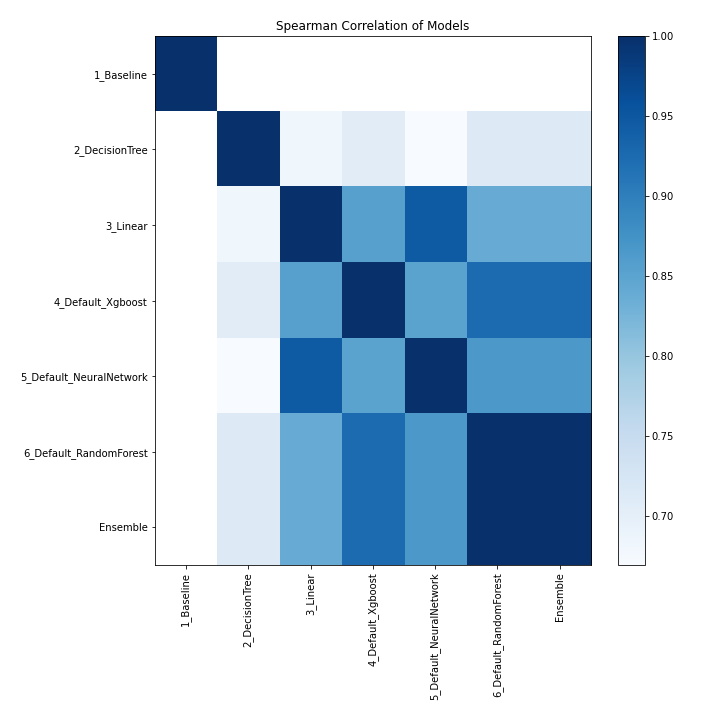 Spearman Correlation of Models
1_Baseline
2_DecisionTree
3_Linear
4_Default_Xgboost
5_Default_NeuralNetwork
6_Default_RandomForest
Ensemble
1_Baseline
2_DecisionTree
3_Linear
4_Default_Xgboost
5_Default_NeuralNetwork
6_Default_RandomForest
Ensemble
1.00
0.95
0.90
0.85
0.80
0.75
0.70